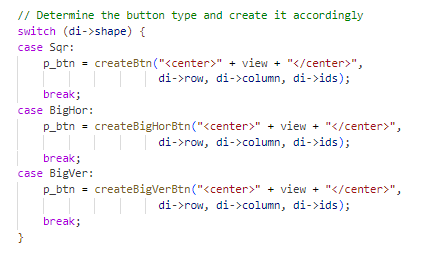 // Determine the button type and create it accordingly
switch (di->shape) {
case Sqr:
    p_btn = createBtn("<center>" + view + "</center>",
                      di->row, di->column, di->ids);
    break;
case BigHor:
    p_btn = createBigHorBtn("<center>" + view + "</center>",
                      di->row, di->column, di->ids);
    break;
case BigVer:
    p_btn = createBigVerBtn("<center>" + view + "</center>",
                      di->row, di->column, di->ids);
    break;
}